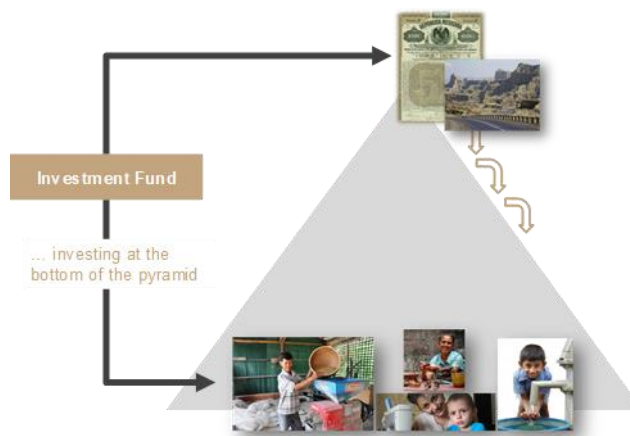 Investment Fund
... investing at the
bottom of the pyramid